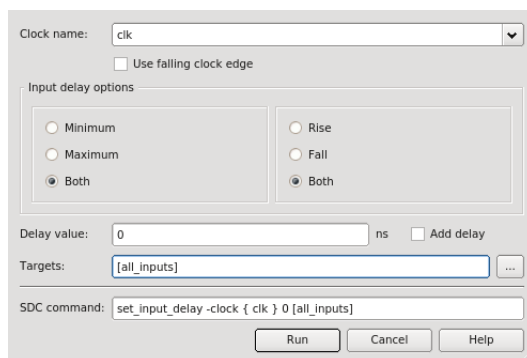 Clock name: clk
Use falling clock edge
Input delay options
Minimum Rise
Maximum Fall
Both Both
Delay value: 0 ns Add delay
Targets: [all_inputs] ...
SDC command: set_input_delay -clock { clk } 0 [all_inputs]
Run Cancel Help